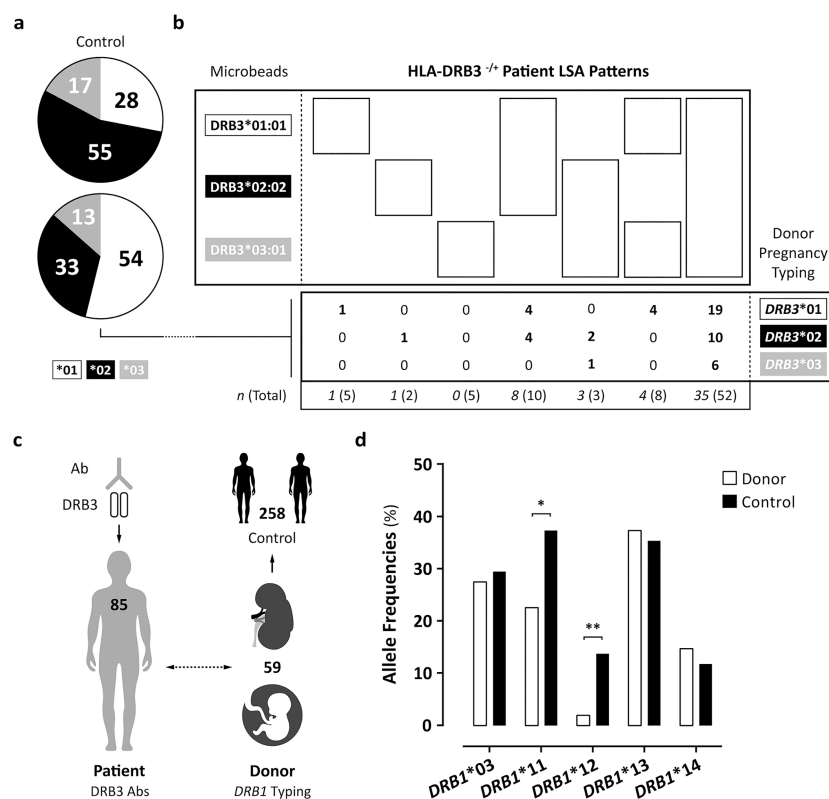 a
Control
17
28
55
13
33
54
*01 *02 *03
b
Microbeads
HLA-DRB3 -/+ Patient LSA Patterns
DRB3*01:01
DRB3*02:02
DRB3*03:01
Donor
Pregnancy
Typing
1 0 0 4 0 4 19 DRB3*01
0 1 0 4 2 0 10 DRB3*02
0 0 0 0 1 0 6 DRB3*03
n (Total) 1 (5) 1 (2) 0 (5) 8 (10) 3 (3) 4 (8) 35 (52)
c
Ab
DRB3
85
Patient
DRB3 Abs
258
Control
59
Donor
DRB1 Typing
d
Allele Frequencies (%)
50
40
30
20
10
0
* **
Donor
Control
DRB1*03 DRB1*11 DRB1*12 DRB1*13 DRB1*14